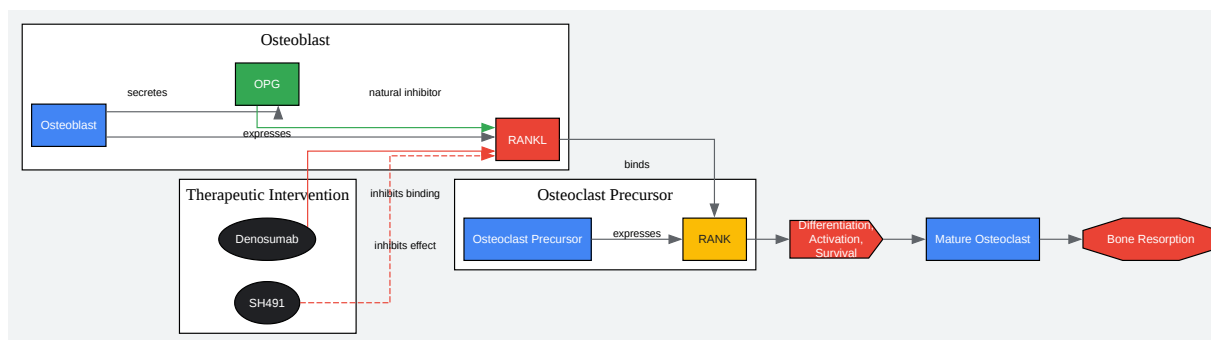 Osteoblast
OPG
secretes
natural inhibitor
Osteoblast
expresses
RANKL
binds
Therapeutic Intervention
inhibits binding
Osteoclast Precursor
Denosumab
inhibits effect
Osteoclast Precursor
expresses
RANK
Differentiation,
Activation,
Survival
Mature Osteoclast
Bone Resorption
SH491